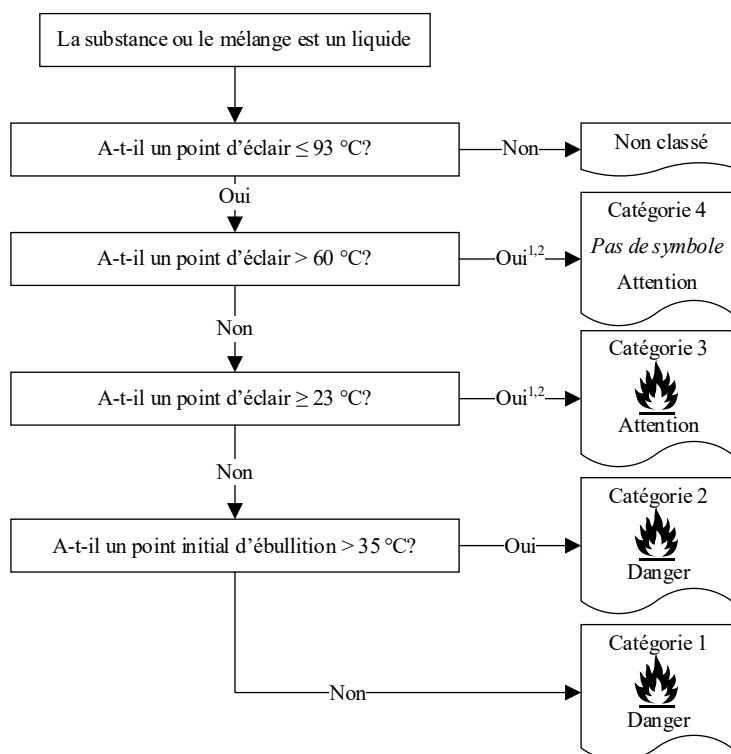 La substance ou le mélange est un liquide
A-t-il un point d'éclair ≤ 93 °C?
Non
Non classé
Oui
A-t-il un point d'éclair > 60 °C?
Oui1,2
Catégorie 4
Pas de symbole
Attention
Non
A-t-il un point d'éclair ≥ 23 °C?
Oui1,2
Catégorie 3
Attention
Non
A-t-il un point initial d'ébullition > 35 °C?
Oui
Catégorie 2
Danger
Non
Catégorie 1
Danger